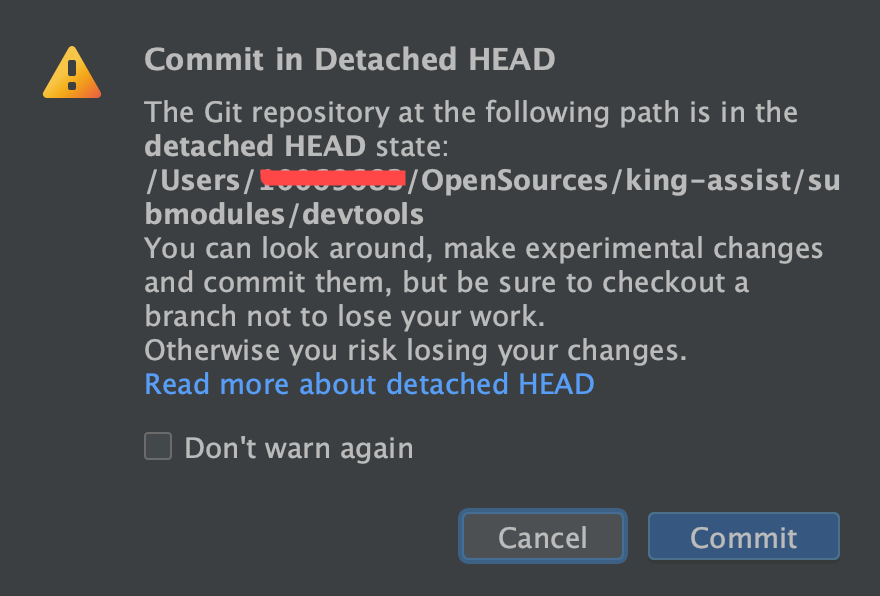 Commit in Detached HEAD
The Git repository at the following path is in the
detached HEAD state:
/Users/ /OpenSources/king-assist/su
bmodules/devtools
You can look around, make experimental changes
and commit them, but be sure to checkout a
branch not to lose your work.
Otherwise you risk losing your changes.
Read more about detached HEAD
Don't warn again
Cancel
Commit